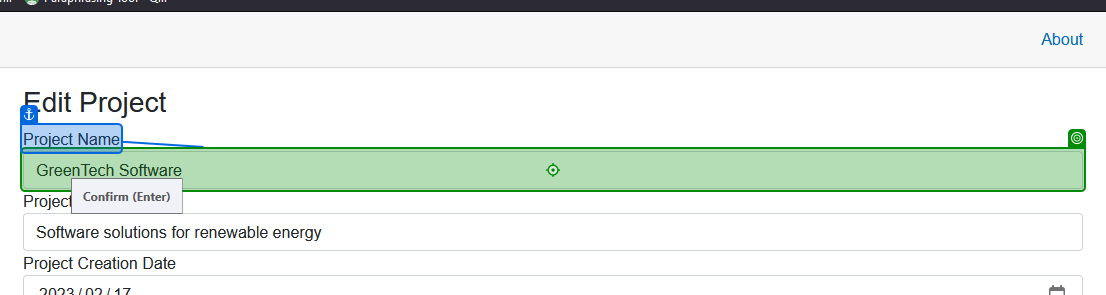 Paraphrasing Tool - Quil
About
Edit Project
Project Name
GreenTech Software
Confirm (Enter)
Project
Software solutions for renewable energy
Project Creation Date
2023/02/17